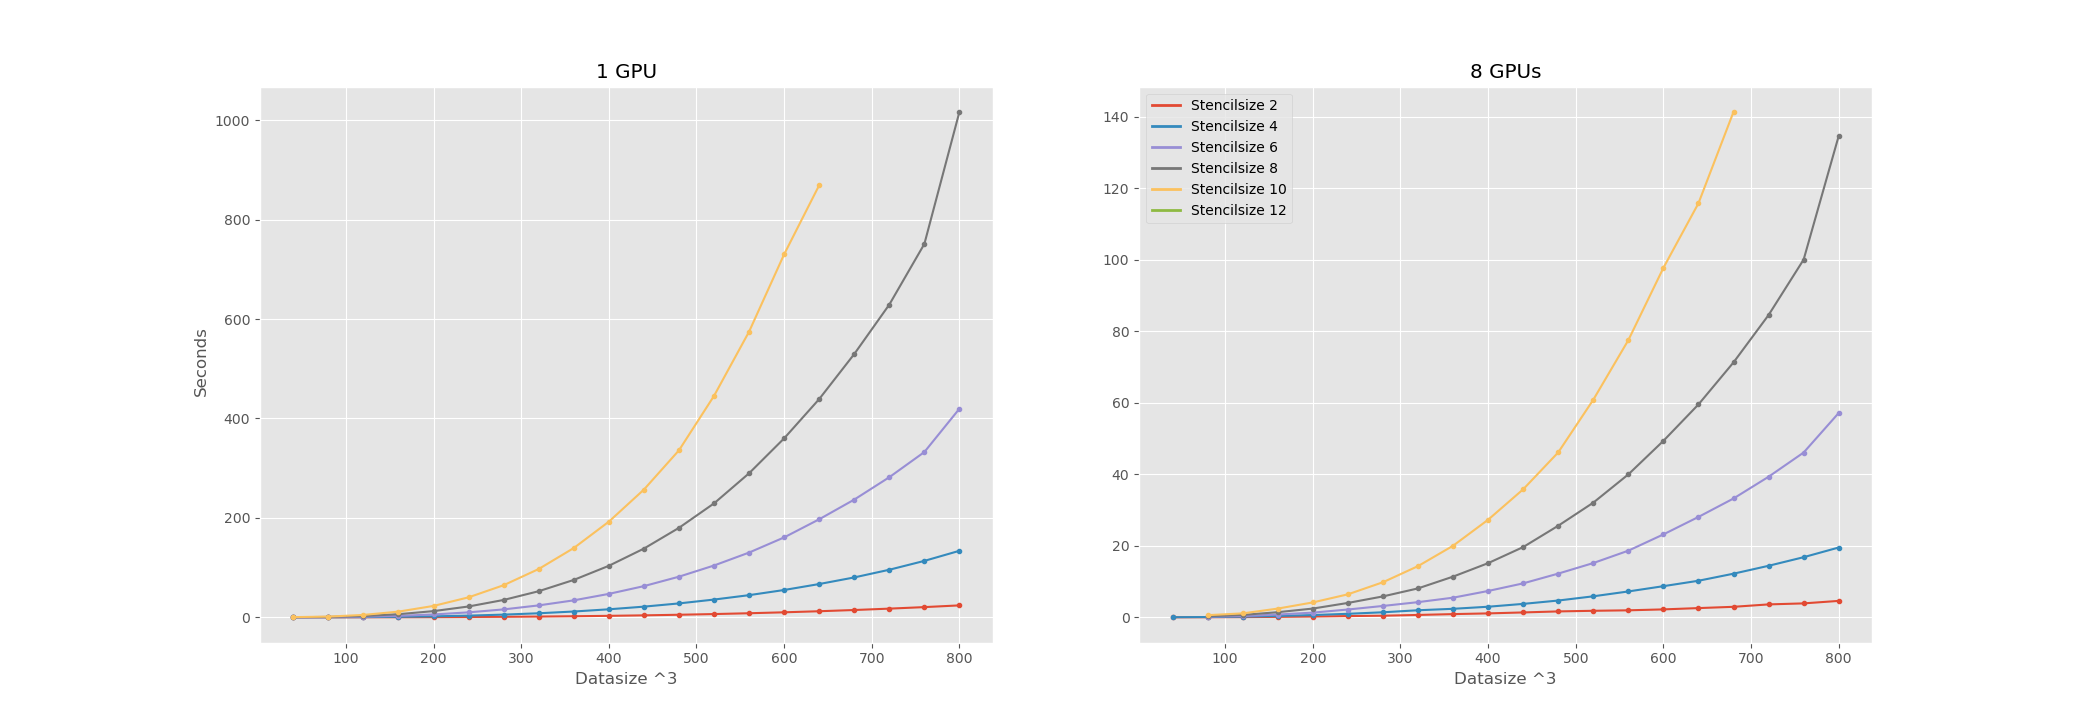 1 GPU
1000
800
600
400
200
0
Seconds
100 200 300 400 500 600 700 800
Datasize ^3
8 GPUs
Stencilsize 2
Stencilsize 4
Stencilsize 6
Stencilsize 8
Stencilsize 10
Stencilsize 12
140
120
100
80
60
40
20
0
100 200 300 400 500 600 700 800
Datasize ^3